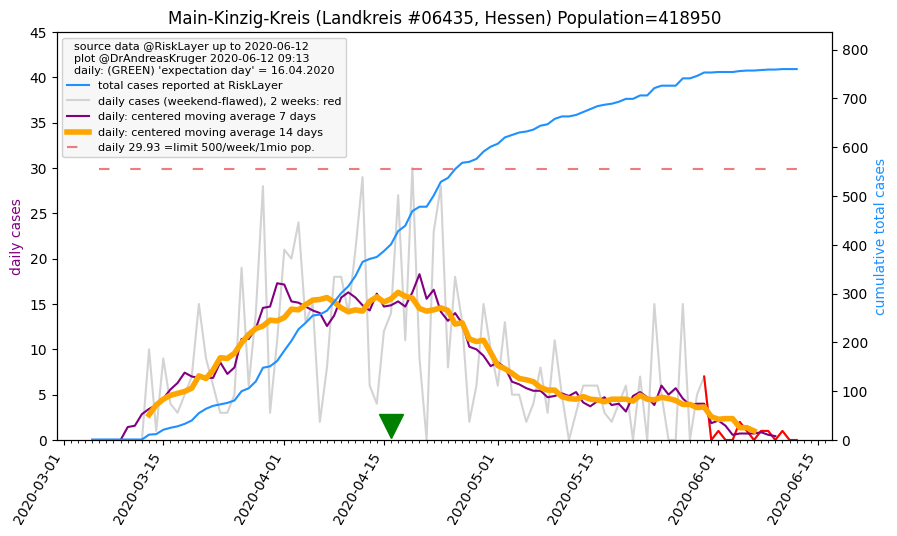 Main-Kinzig-Kreis (Landkreis #06435, Hessen) Population=418950
source data @RiskLayer up to 2020-06-12
plot @DrAndreasKruger 2020-06-12 09:13
daily: (GREEN) 'expectation day' = 16.04.2020
total cases reported at RiskLayer
daily cases (weekend-flawed), 2 weeks: red
daily: centered moving average 7 days
daily: centered moving average 14 days
daily 29.93 =limit 500/week/1mio pop.
daily cases
45
40
35
30
25
20
15
10
5
0
800
700
600
500
400
300
200
100
0
cumulative total cases
2020-03-01
2020-03-15
2020-04-01
2020-04-15
2020-05-01
2020-05-15
2020-06-01
2020-06-15